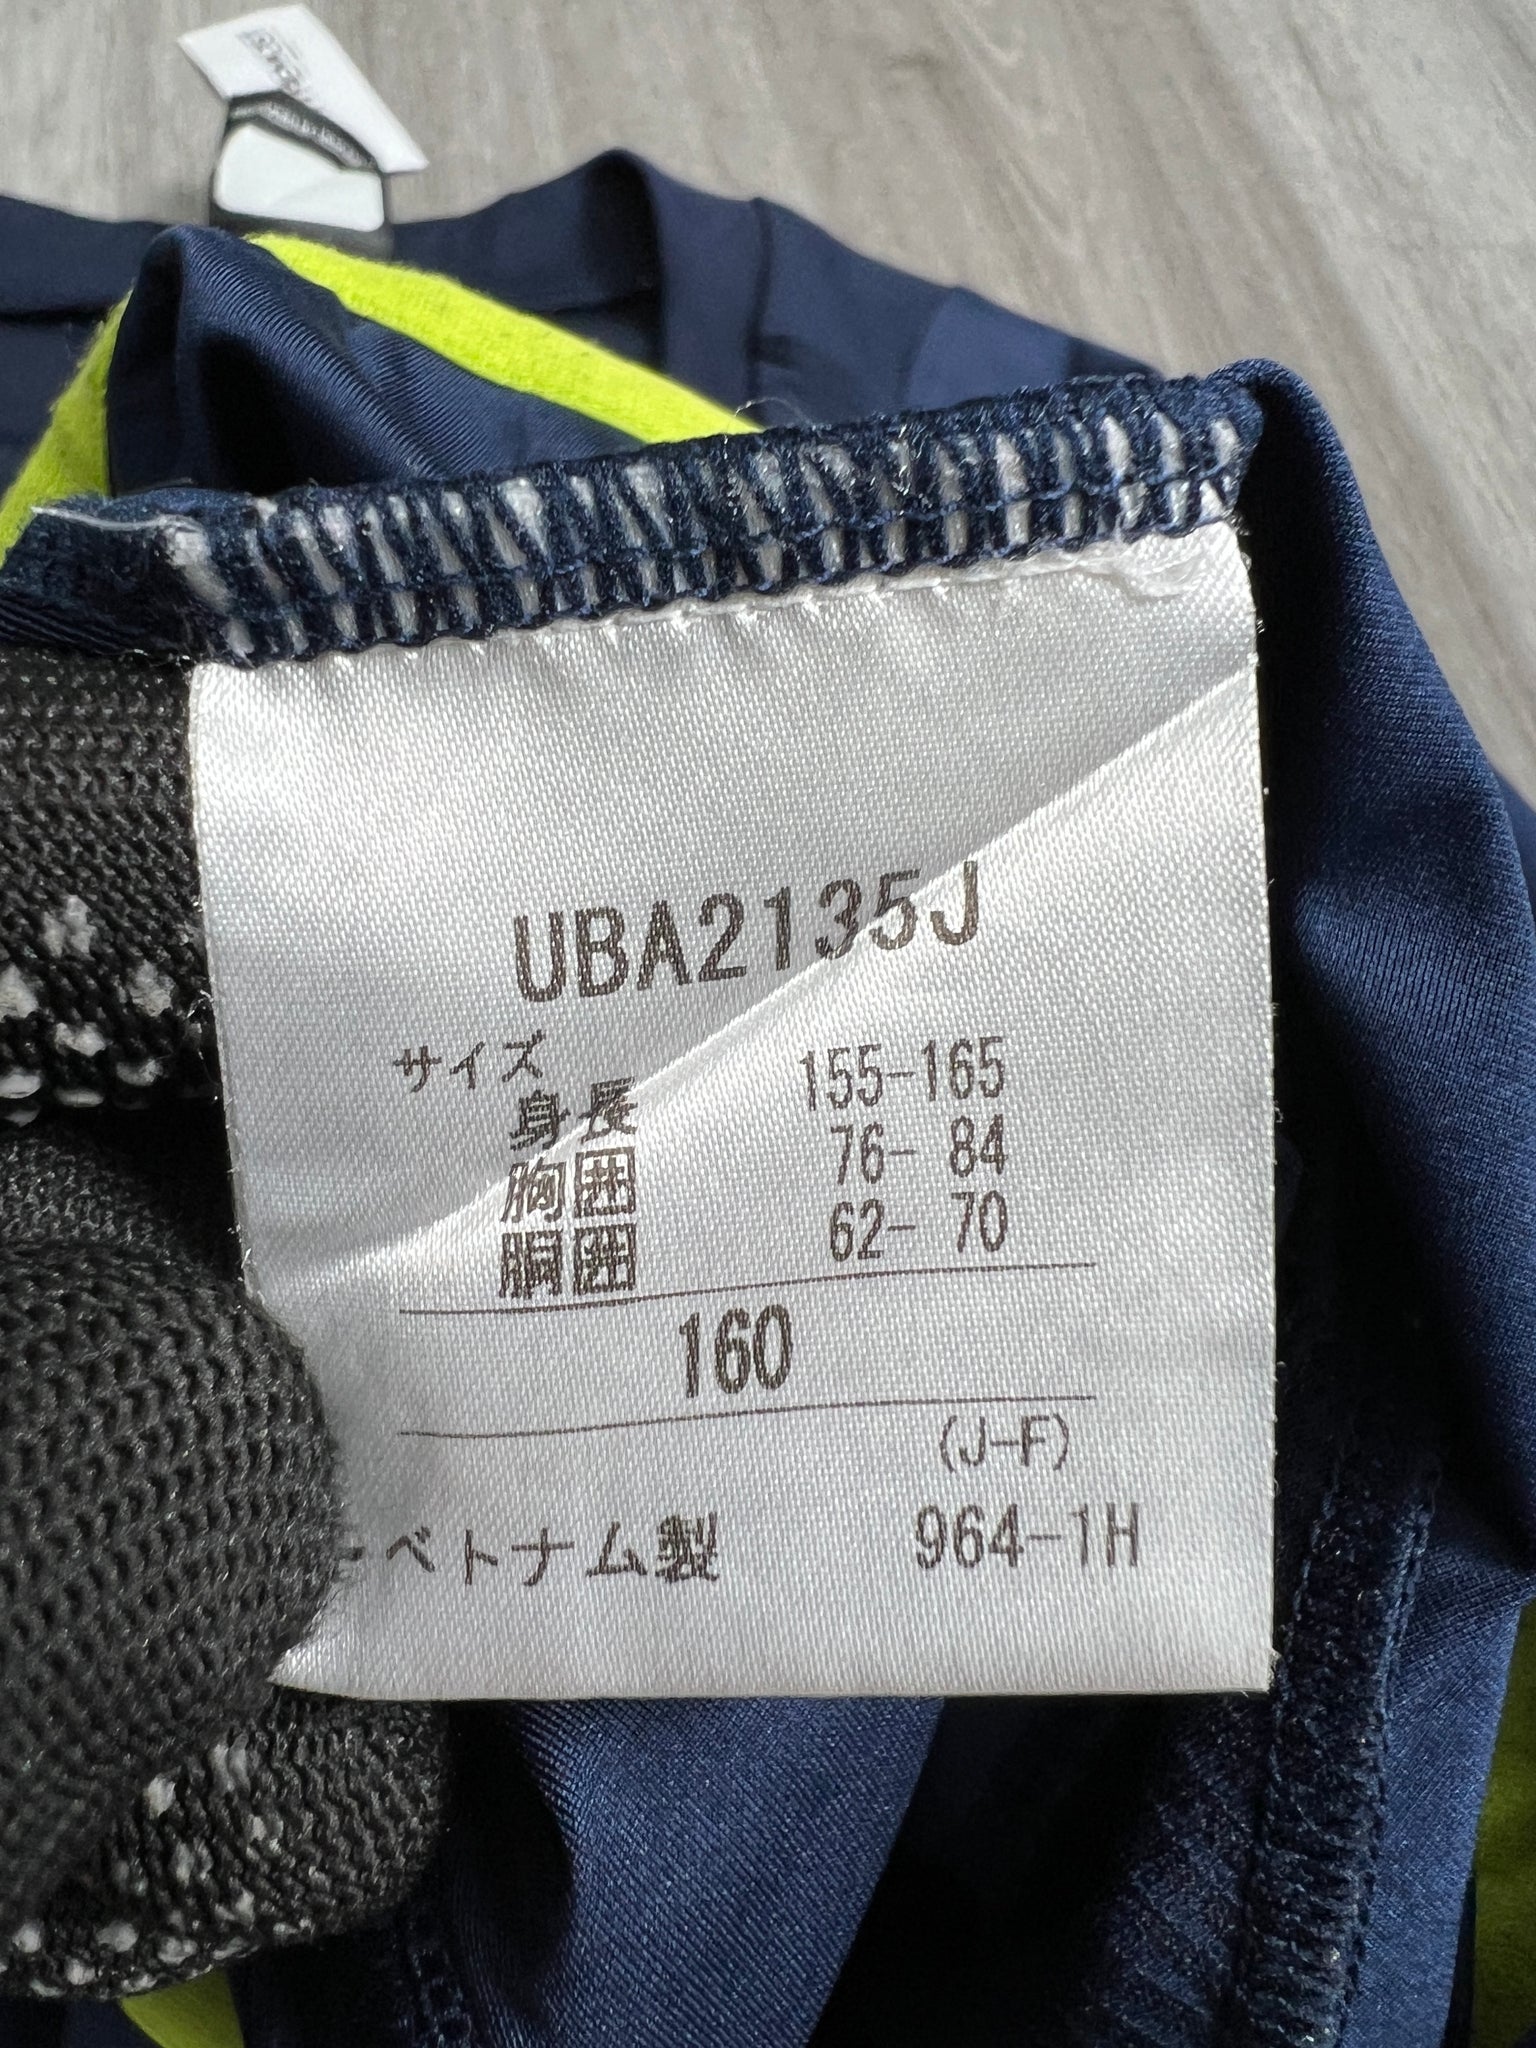 UBA2135J
サイズ
身長 155-165
胸囲 76- 84
胴囲 62- 70
160
(J-F)
ベトナム製 964-1H